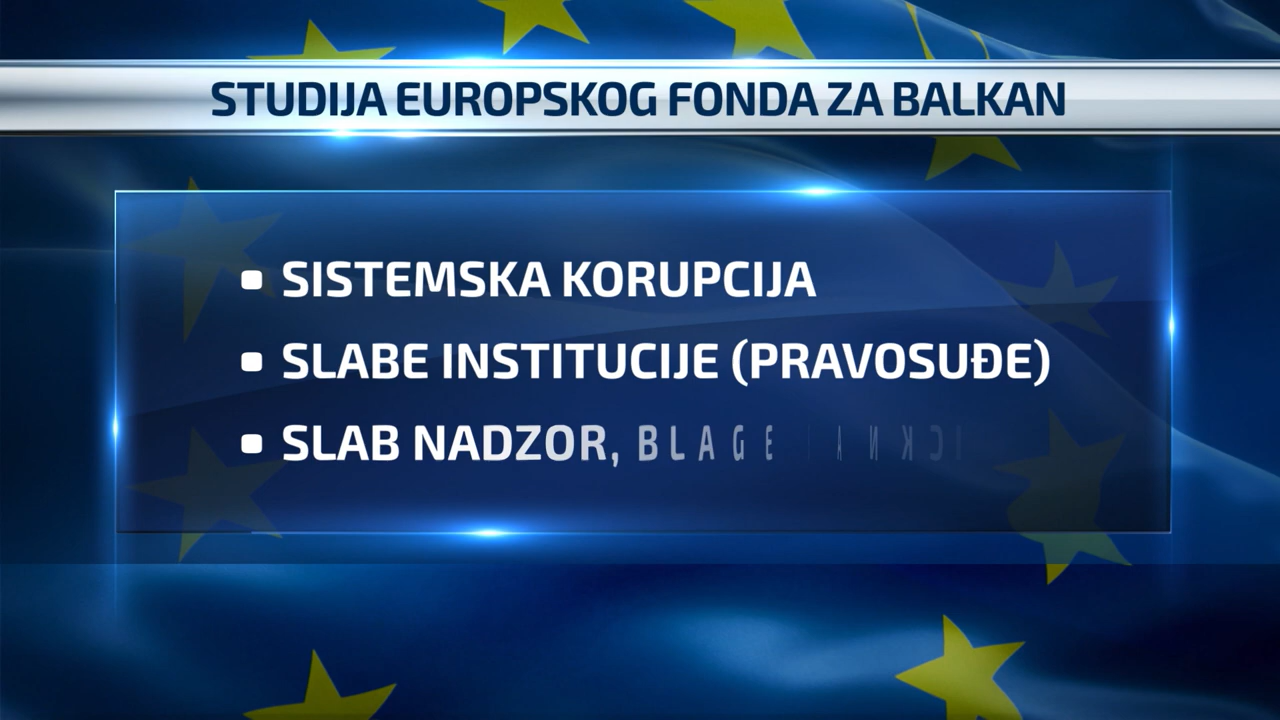 STUDIJA EUROPSKOG FONDA ZA BALKAN
SISTEMSKA KORUPCIJA
SLABE INSTITUCIJE (PRAVOSUĐE)
SLAB NADZOR, BLAGE